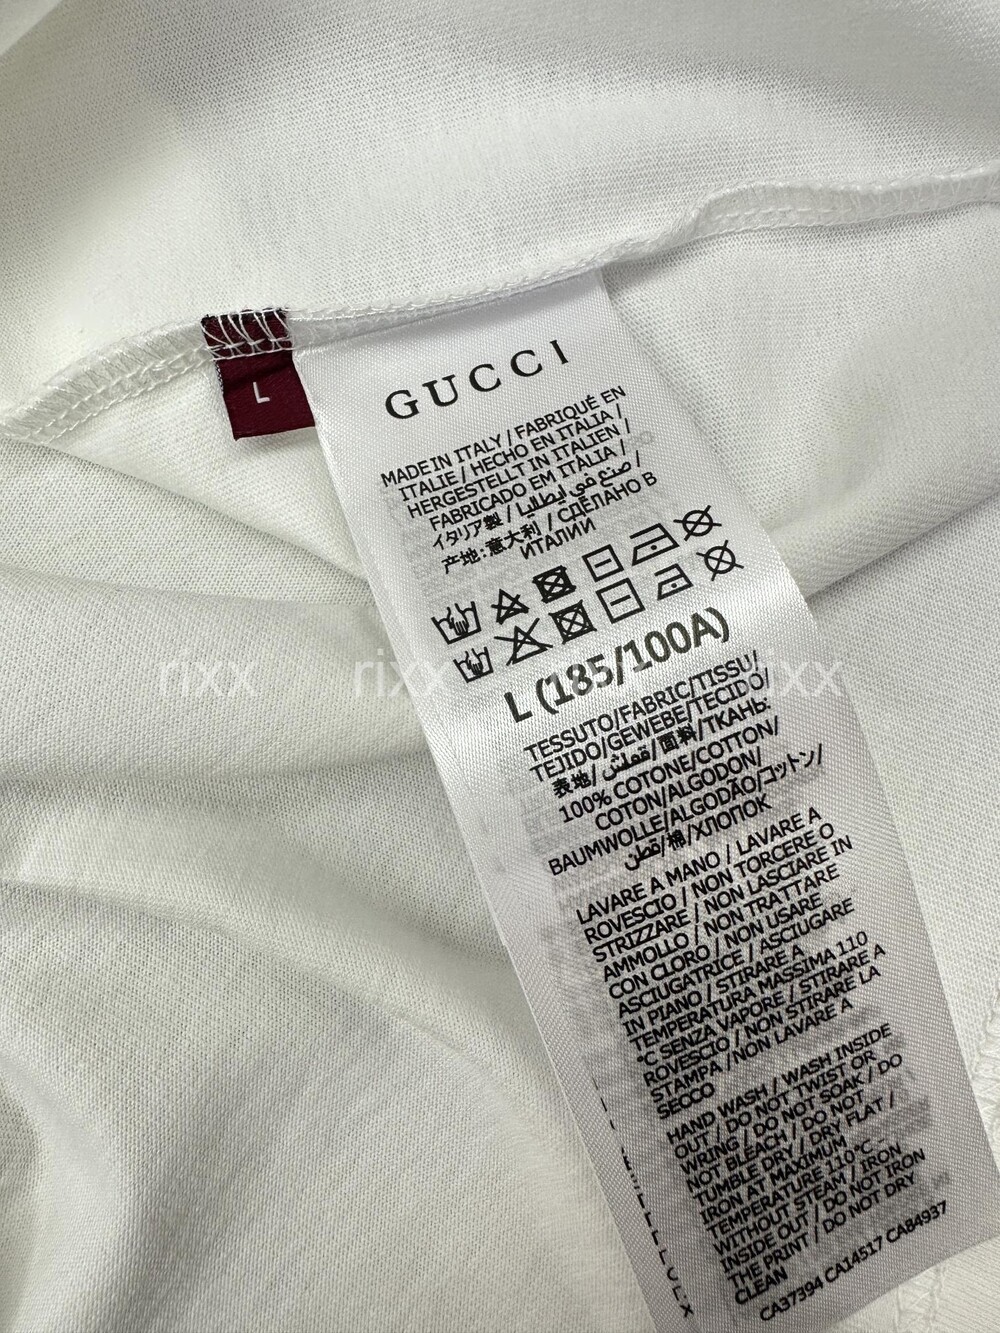 L
GUCCI
MADE IN ITALY / FABRIQUÉ EN
ITALIE / HECHO EN ITALIA /
HERGESTELLT IN ITALIEN /
FABRICADO EM ITÀLIA /
イタリア製 / صنع في إيطاليا /
产地:意大利 / СДЕЛАНО В
ИТАЛИИ
L (185/100A)
rixx rixx rixx
TESSUTO/FABRIC/TISSU/
TEJIDO/GEWEBE/TECIDO/
表地/قماش/面料/ТКАНЬ:
100% COTONE/COTTON/
COTON/ALGODON/
BAUMWOLLE/ALGODÃO/コットン/
قطن/棉/ХЛОПОК
LAVARE A MANO / LAVARE A
ROVESCIO / NON TORCERE O
STRIZZARE / NON LASCIARE IN
AMMOLLO / NON TRATTARE
CON CLORO / NON USARE
ASCIUGATRICE / ASCIUGARE
IN PIANO / STIRARE A
TEMPERATURA MASSIMA 110
°C SENZA VAPORE / STIRARE A
ROVESCIO / NON STIRARE LA
STAMPA /NON LAVARE A
SECCO
HAND WASH / WASH INSIDE
OUT / DO NOT TWIST OR
WRING / DO NOT SOAK / DO
NOT BLEACH / DO NOT
TUMBLE DRY / DRY FLAT /
IRON AT MAXIMUM
TEMPERATURE 110°C –
WITHOUT STEAM / IRON
INSIDE OUT / DO NOT IRON
THE PRINT / DO NOT DRY
CLEAN
CA37394 CA14517 CA84937